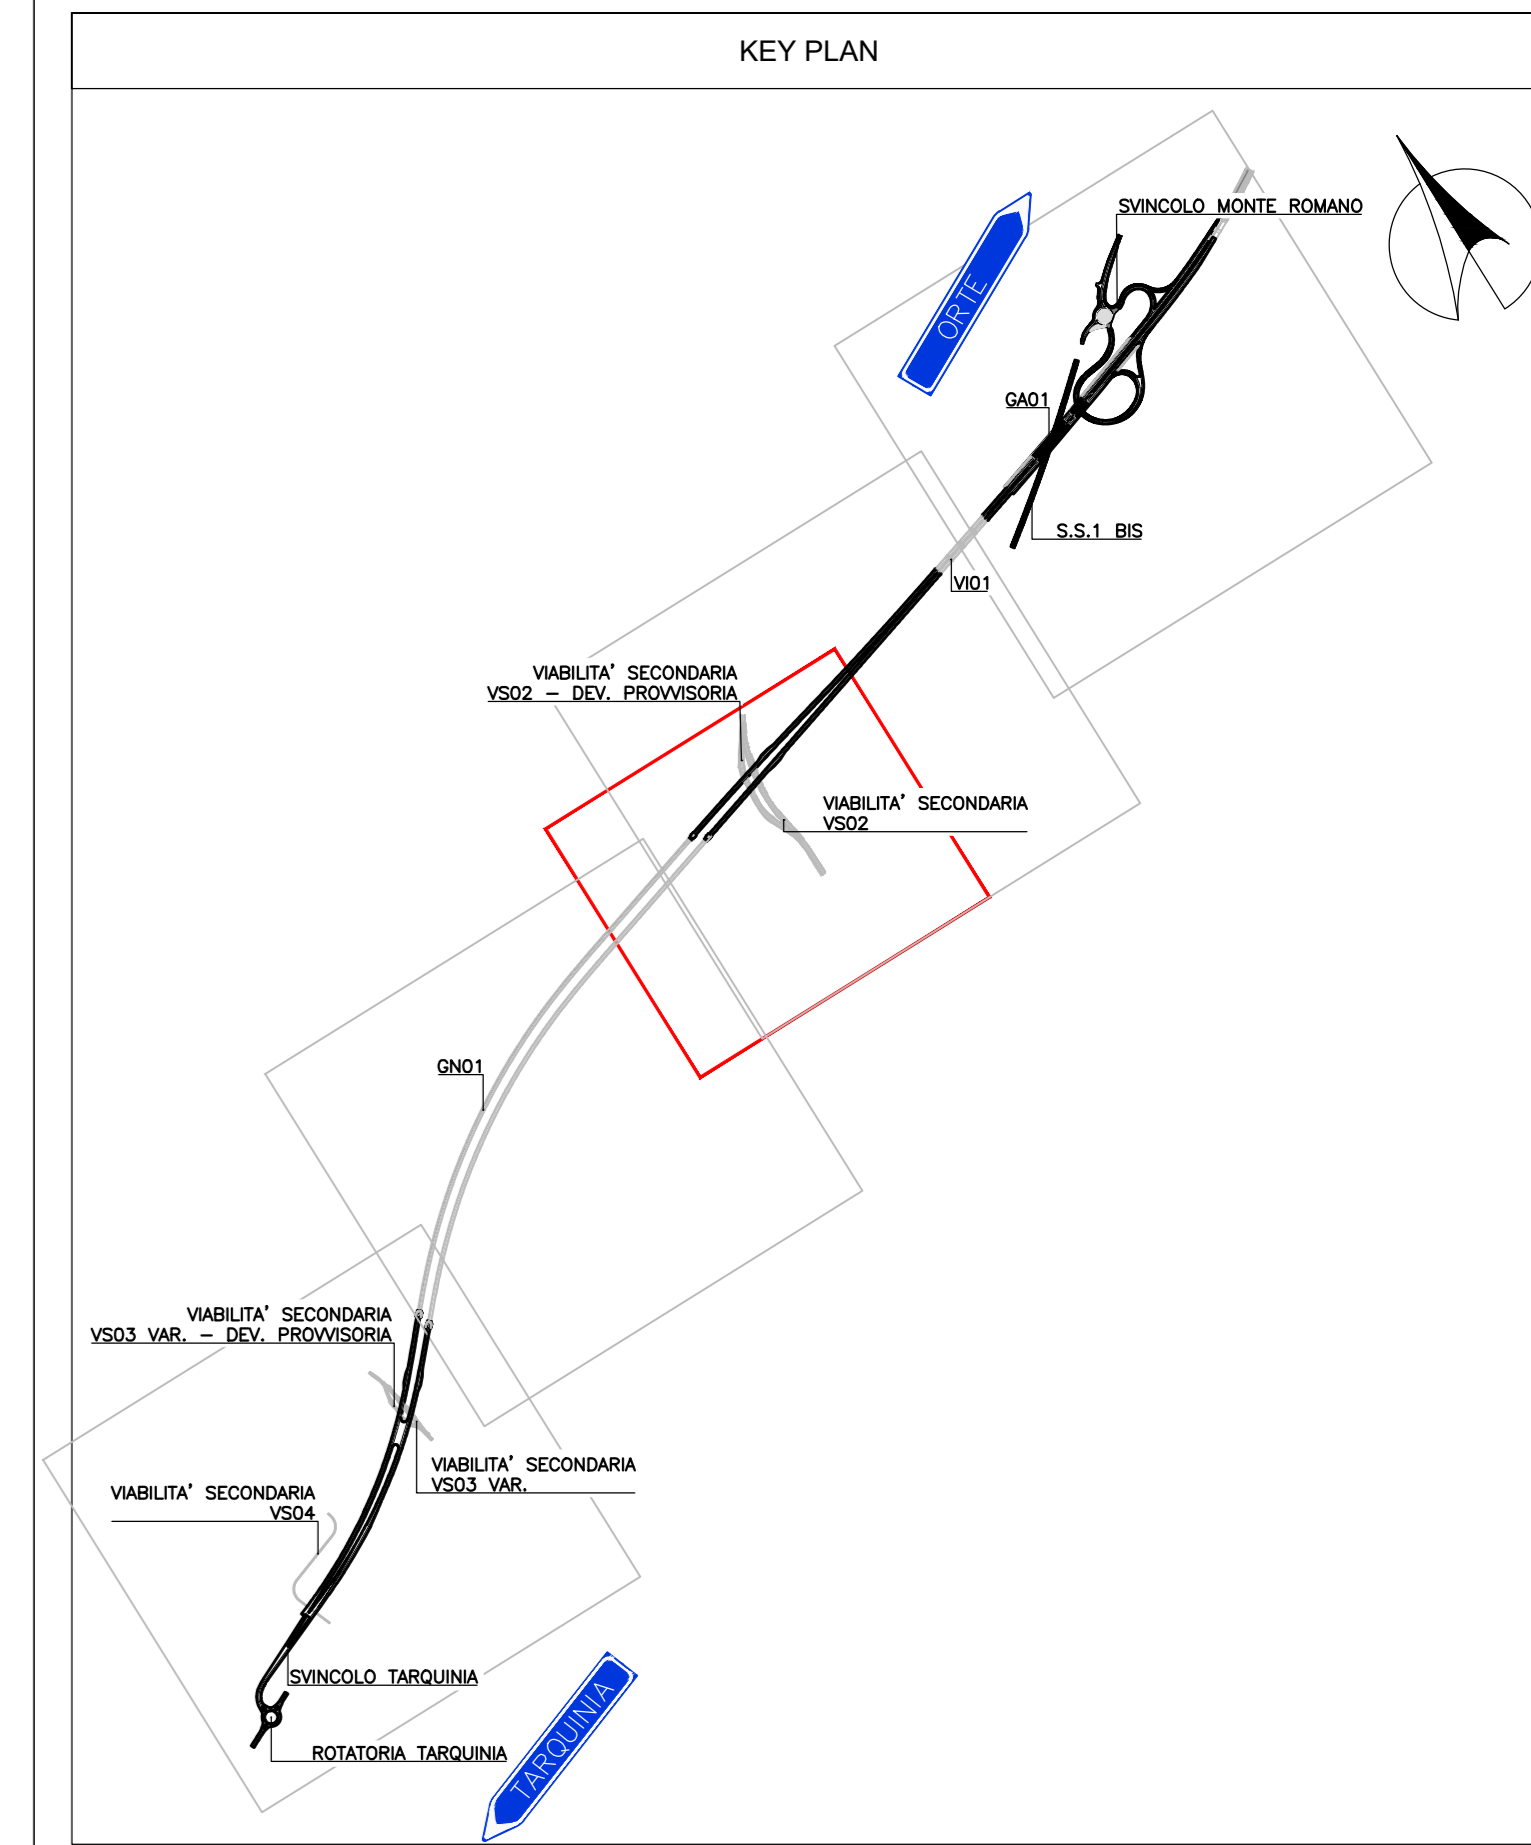 KEY PLAN
SVINCOLO MONTE ROMANO
ORTE
GA01
S.S.1 BIS
VI01
VIABILITA' SECONDARIA
VS02 - DEV. PROVVISORIA
VIABILITA' SECONDARIA
VS02
GN01
VIABILITA' SECONDARIA
VS03 VAR. - DEV. PROVVISORIA
VIABILITA' SECONDARIA
VS03 VAR.
VIABILITA' SECONDARIA
VS04
SVINCOLO TARQUINIA
TARQUINIA
ROTATORIA TARQUINIA